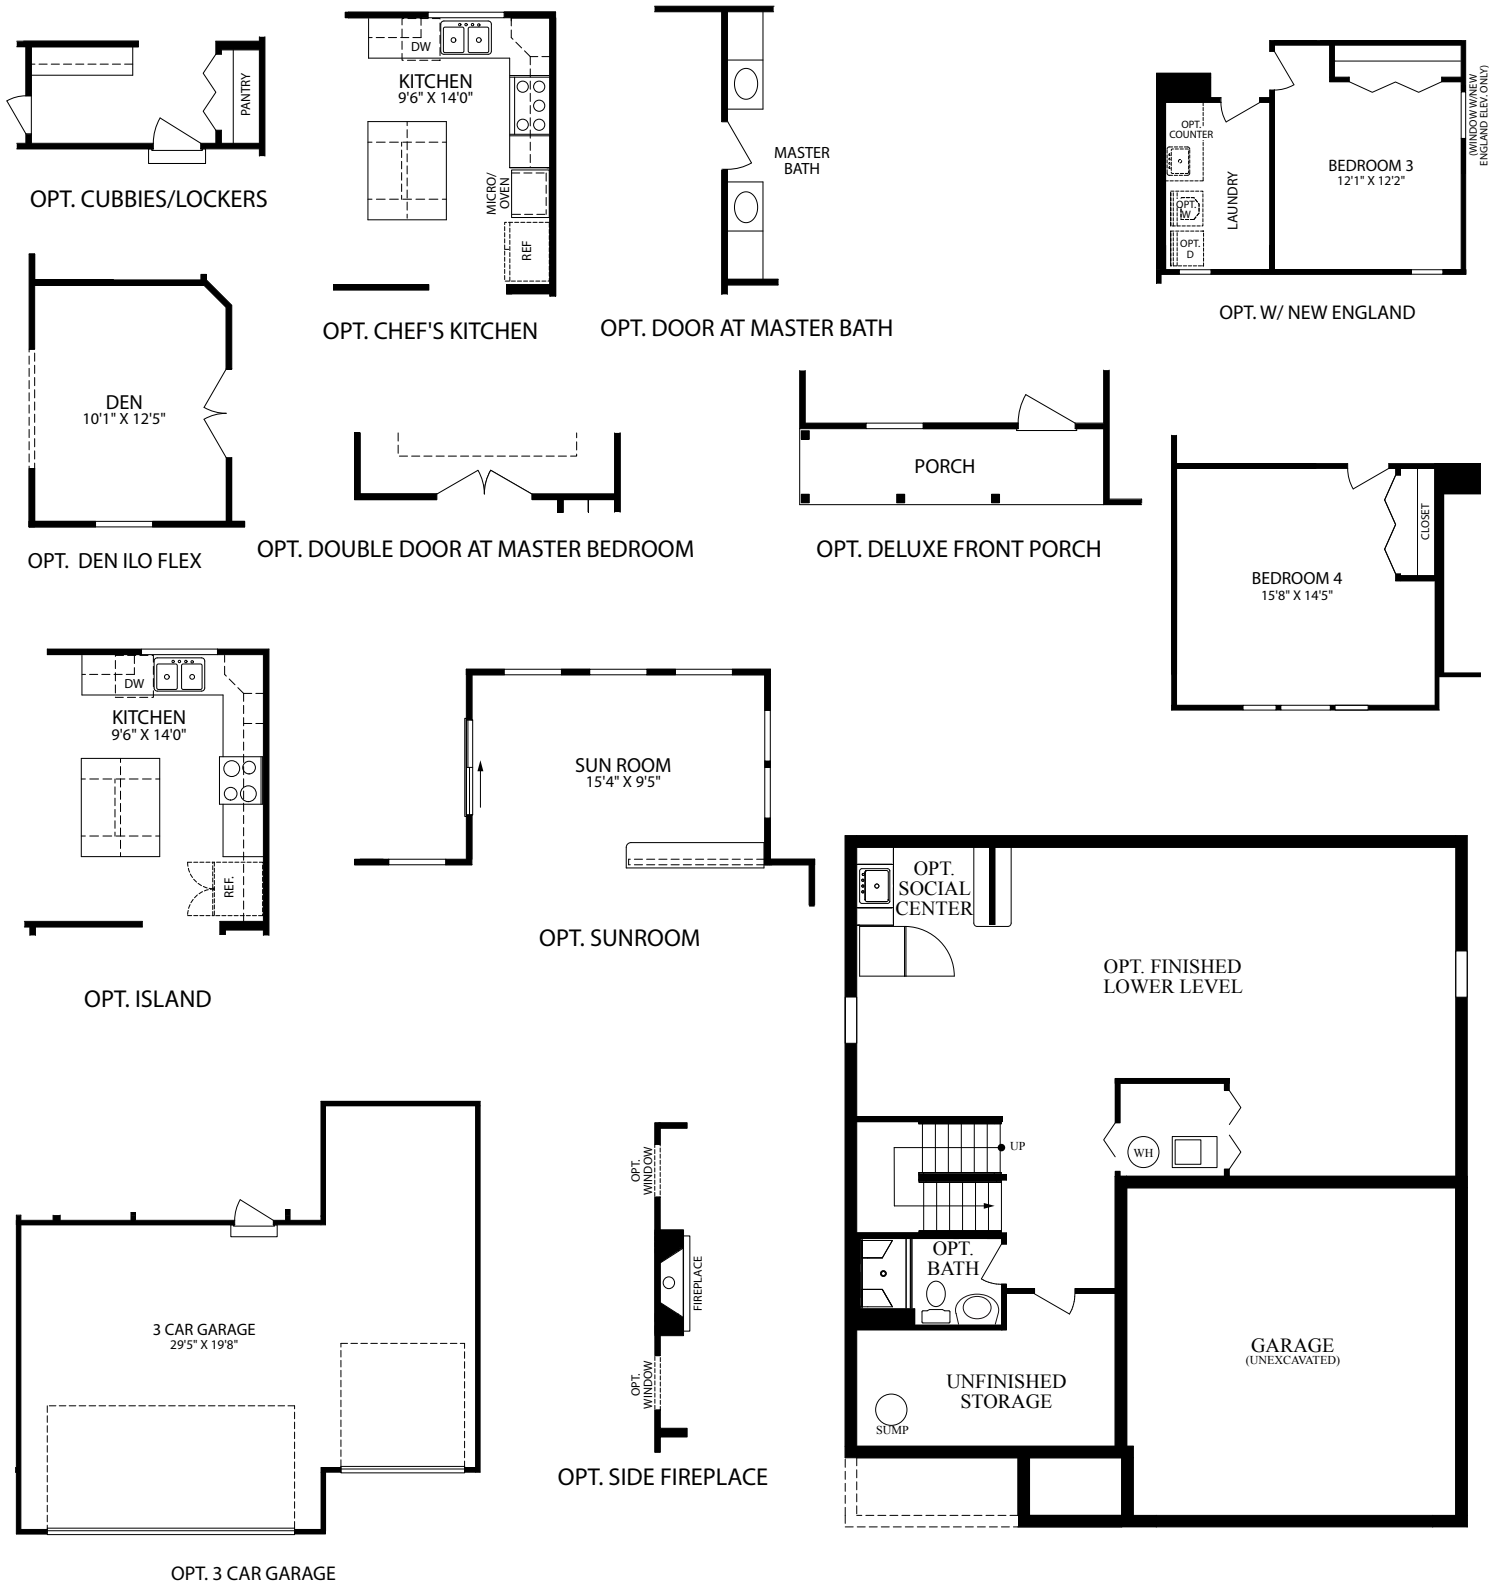 PANTRY
OPT. CUBBIES/LOCKERS
DW
KITCHEN
9'6" X 14'0"
MICRO/
OVEN
REF
OPT. CHEF'S KITCHEN
MASTER
BATH
OPT. DOOR AT MASTER BATH
OPT.
COUNTER
OPT.
W
OPT.
D
LAUNDRY
BEDROOM 3
12'1" X 12'2"
(WINDOW W/NEW
ENGLAND ELEV. ONLY)
OPT. W/ NEW ENGLAND
DEN
10'1" X 12'5"
OPT. DEN ILO FLEX
OPT. DOUBLE DOOR AT MASTER BEDROOM
PORCH
OPT. DELUXE FRONT PORCH
CLOSET
BEDROOM 4
15'8" X 14'5"
DW
KITCHEN
9'6" X 14'0"
REF.
OPT. ISLAND
SUN ROOM
15'4" X 9'5"
OPT. SUNROOM
OPT.
SOCIAL
CENTER
OPT. FINISHED
LOWER LEVEL
UP
WH
OPT.
BATH
UNFINISHED
STORAGE
SUMP
GARAGE
(UNEXCAVATED)
3 CAR GARAGE
29'5" X 19'8"
OPT. 3 CAR GARAGE
OPT.
WINDOW
FIREPLACE
OPT.
WINDOW
OPT. SIDE FIREPLACE